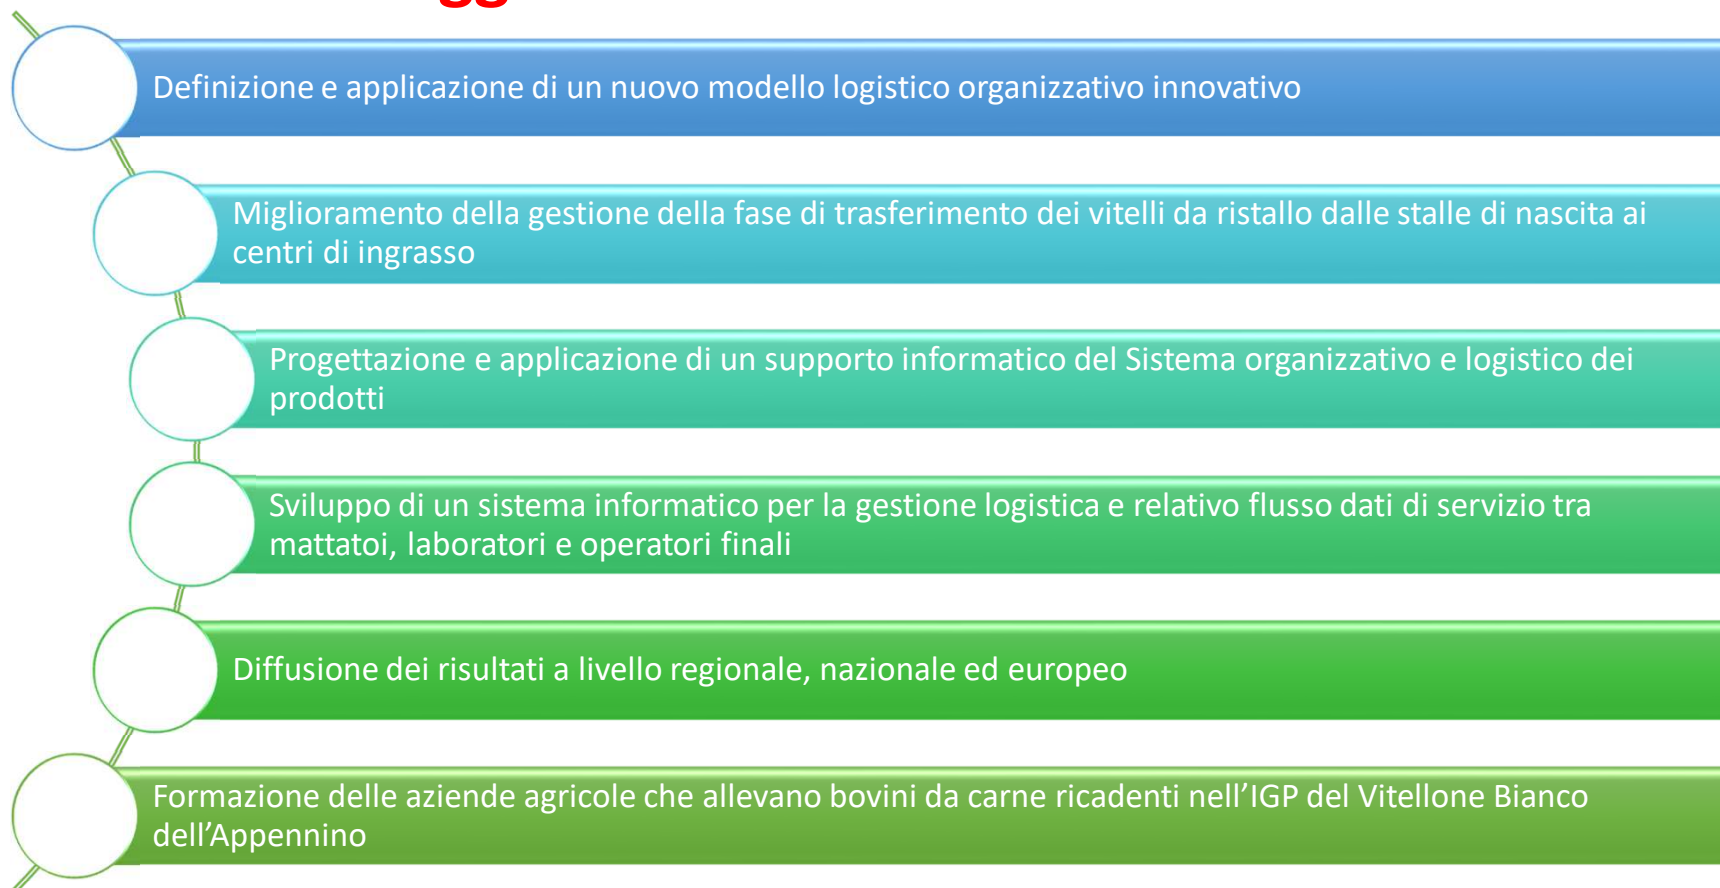 Definizione e applicazione di un nuovo modello logistico organizzativo innovativo
Miglioramento della gestione della fase di trasferimento dei vitelli da ristallo dalle stalle di nascita ai
centri di ingrasso
Progettazione e applicazione di un supporto informatico del Sistema organizzativo e logistico dei
prodotti
Sviluppo di un sistema informatico per la gestione logistica e relativo flusso dati di servizio tra
mattatoi, laboratori e operatori finali
Diffusione dei risultati a livello regionale, nazionale ed europeo
Formazione delle aziende agricole che allevano bovini da carne ricadenti nell’IGP del Vitellone Bianco
dell’Appennino